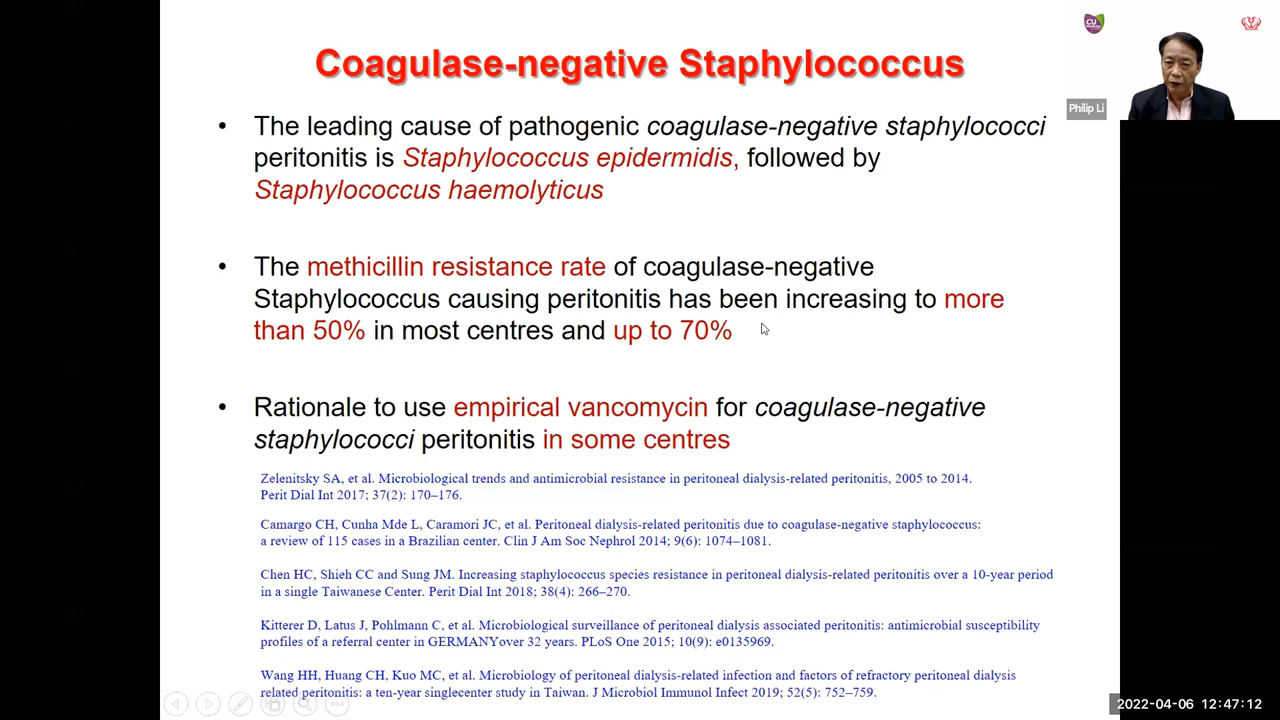 Coagulase-negative Staphylococcus
CU
Philip Li
• The leading cause of pathogenic coagulase-negative staphylococci
peritonitis is Staphylococcus epidermidis, followed by
Staphylococcus haemolyticus
• The methicillin resistance rate of coagulase-negative
Staphylococcus causing peritonitis has been increasing to more
than 50% in most centres and up to 70%
• Rationale to use empirical vancomycin for coagulase-negative
staphylococci peritonitis in some centres
Zelenitsky SA, et al. Microbiological trends and antimicrobial resistance in peritoneal dialysis-related peritonitis, 2005 to 2014.
Perit Dial Int 2017; 37(2): 170–176.
Camargo CH, Cunha Mde L, Caramori JC, et al. Peritoneal dialysis-related peritonitis due to coagulase-negative staphylococcus:
a review of 115 cases in a Brazilian center. Clin J Am Soc Nephrol 2014; 9(6): 1074–1081.
Chen HC, Shieh CC and Sung JM. Increasing staphylococcus species resistance in peritoneal dialysis-related peritonitis over a 10-year period
in a single Taiwanese Center. Perit Dial Int 2018; 38(4): 266–270.
Kitterer D, Latus J, Pohlmann C, et al. Microbiological surveillance of peritoneal dialysis associated peritonitis: antimicrobial susceptibility
profiles of a referral center in GERMANYover 32 years. PLoS One 2015; 10(9): e0135969.
Wang HH, Huang CH, Kuo MC, et al. Microbiology of peritoneal dialysis-related infection and factors of refractory peritoneal dialysis
related peritonitis: a ten-year singlecenter study in Taiwan. J Microbiol Immunol Infect 2019; 52(5): 752–759.
2022-04-06 12:47:12